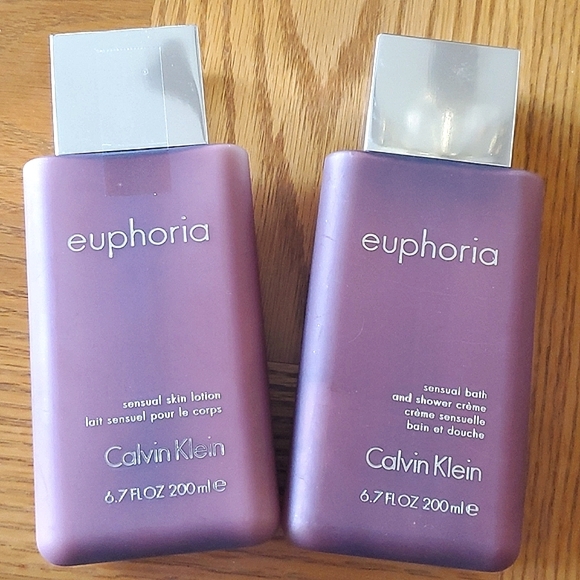 euphoria
sensual skin lotion
lait sensuel pour le corps
Calvin Klein
6.7 FL OZ 200 ml e
euphoria
sensual bath
and shower crème
crème sensuelle
bain et douche
Calvin Klein
6.7 FL OZ 200 ml e